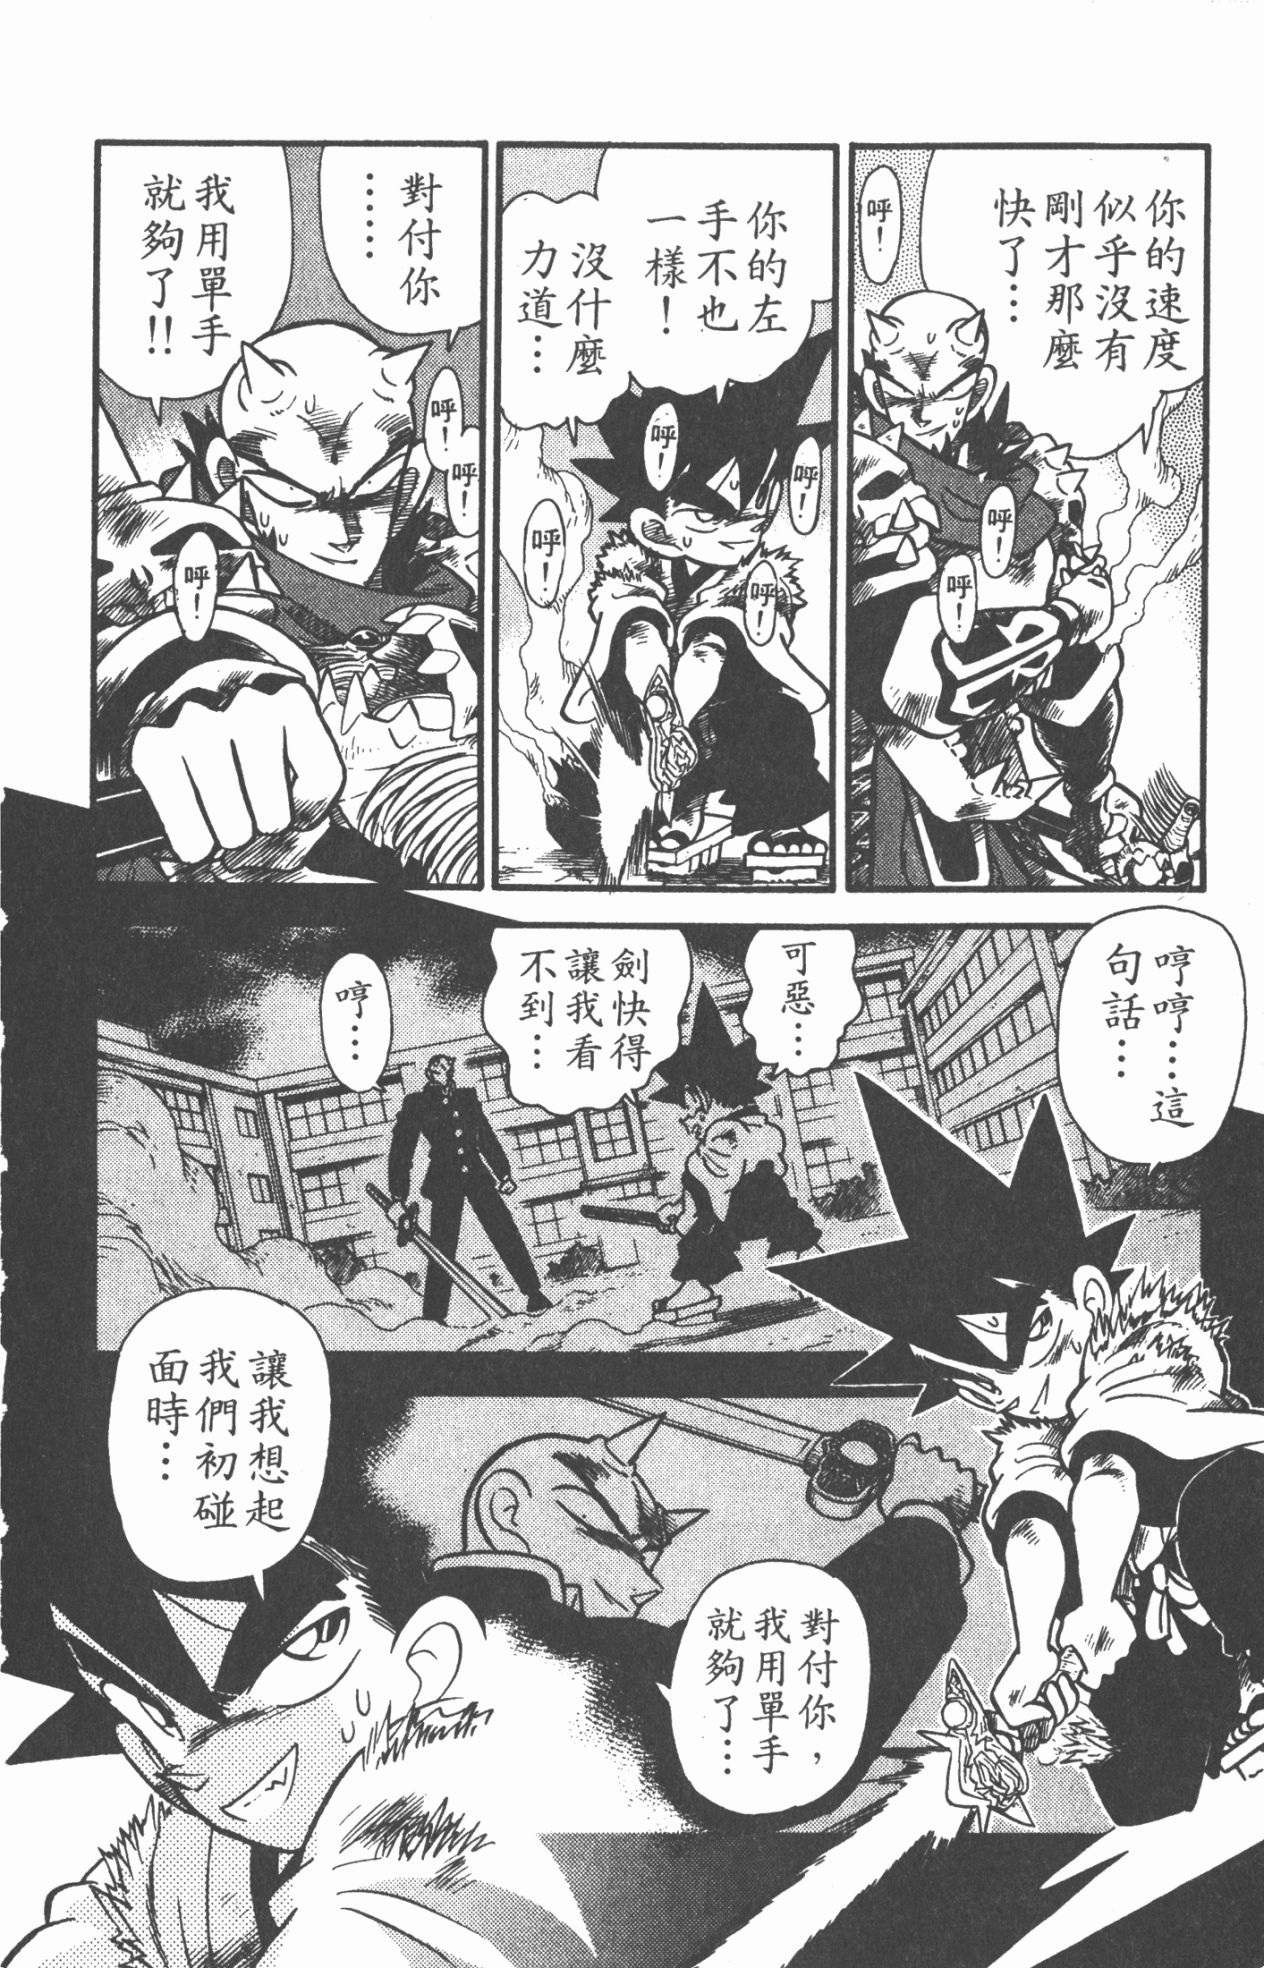 你的速度
似乎沒有
剛才那麼
快了…
呼！
呼！
呼！
你的左
手不也
一樣！
沒什麼
力道…
呼！
呼！
呼！
呼！
對付你
……
我用單手
就夠了!!
呼！
呼！
呼！
哼哼…這
句話…
可惡…
劍快得
讓我看
不到…
哼…
對付你，
我用單手
就夠了…
讓我想起
我們初碰
面時…